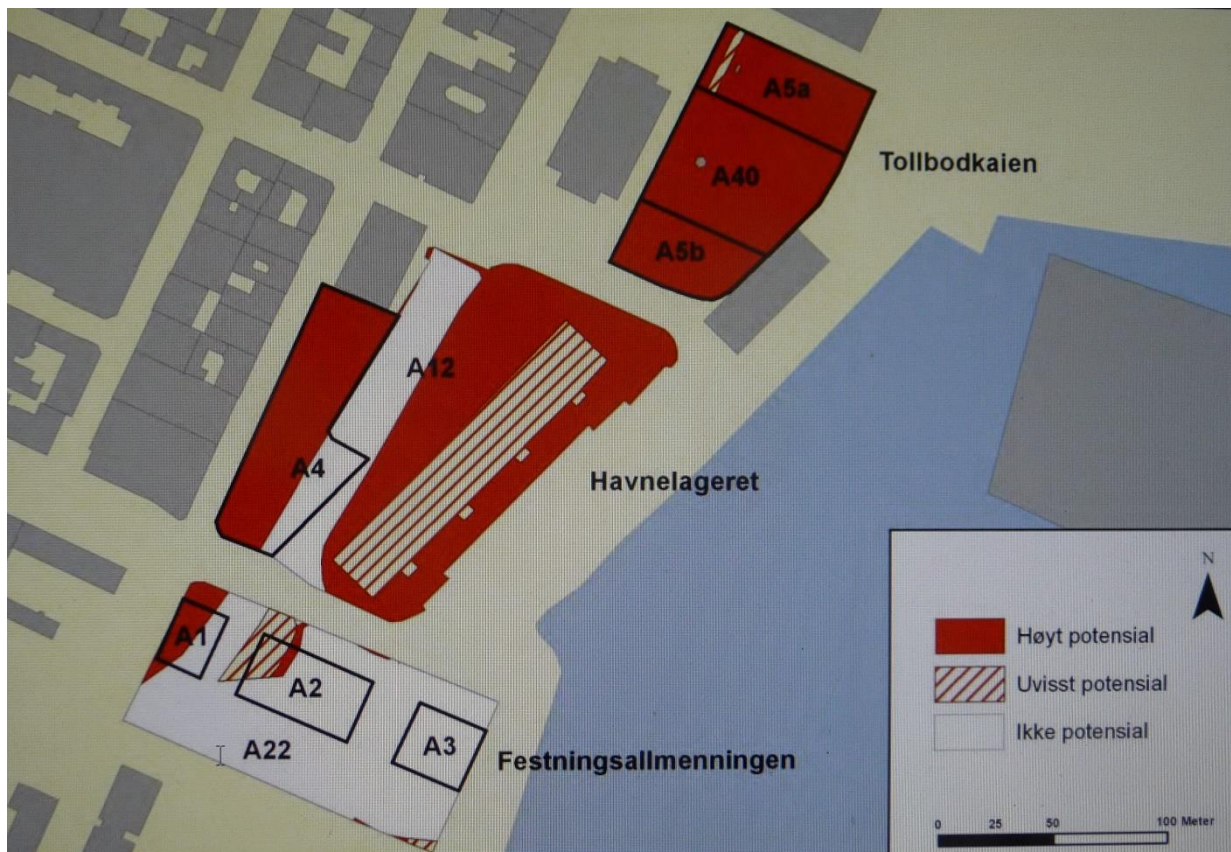 A5a
Tollbodkaien
A40
A5b
A12
A4
Havnelageret
A1
A2
A22
A3
Festningsallmenningen
N
Høyt potensial
Uvisst potensial
Ikke potensial
0 25 50 100 Meter